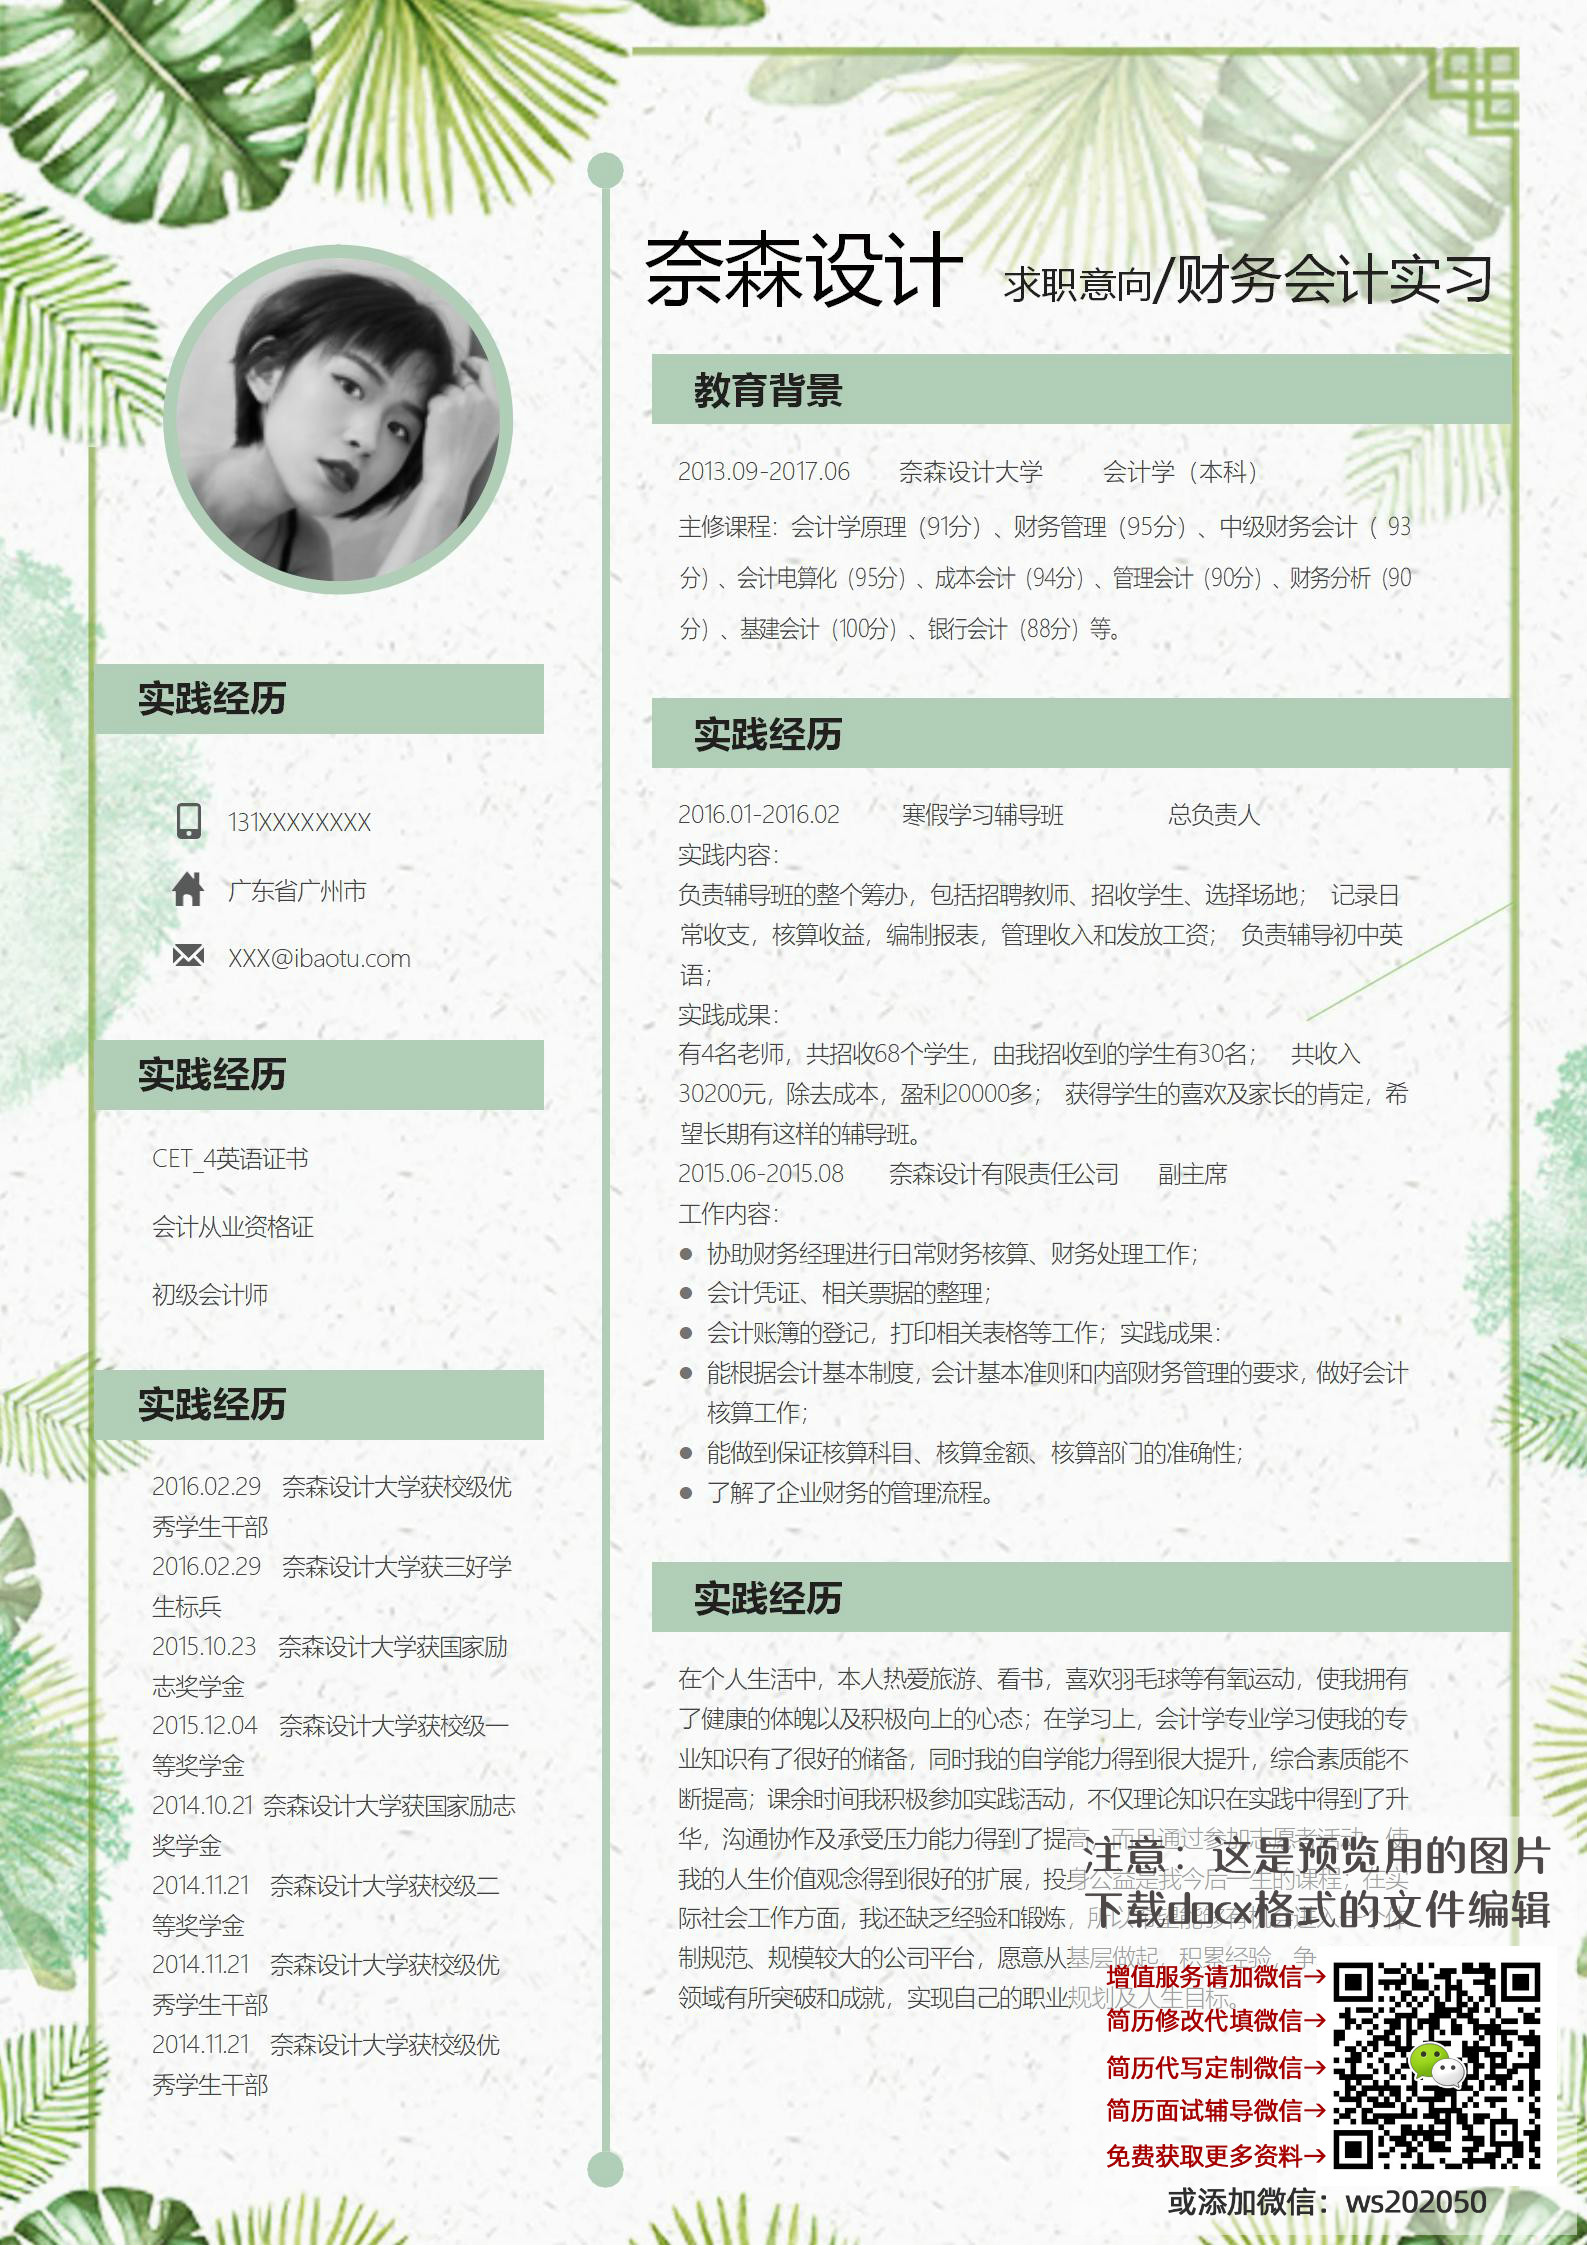 奈森设计
求职意向/财务会计实习
教育背景
2013.09-2017.06 奈森设计大学 会计学（本科）
主修课程：会计学原理（91分）、财务管理（95分）、中级财务会计（ 93
分）、会计电算化（95分）、成本会计（94分）、管理会计（90分）、财务分析（90
分）、基建会计（100分）、银行会计（88分）等。
实践经历
131XXXXXXXX
广东省广州市
XXX@ibaotu.com
实践经历
CET_4英语证书
会计从业资格证
初级会计师
实践经历
2016.02.29 奈森设计大学获校级优
秀学生干部
2016.02.29 奈森设计大学获三好学
生标兵
2015.10.23 奈森设计大学获国家励
志奖学金
2015.12.04 奈森设计大学获校级一
等奖学金
2014.10.21 奈森设计大学获国家励志
奖学金
2014.11.21 奈森设计大学获校级二
等奖学金
2014.11.21 奈森设计大学获校级优
秀学生干部
2014.11.21 奈森设计大学获校级优
秀学生干部
实践经历
2016.01-2016.02 寒假学习辅导班 总负责人
实践内容：
负责辅导班的整个筹办，包括招聘教师、招收学生、选择场地； 记录日
常收支，核算收益，编制报表，管理收入和发放工资； 负责辅导初中英
语；
实践成果：
有4名老师，共招收68个学生，由我招收到的学生有30名； 共收入
30200元，除去成本，盈利20000多； 获得学生的喜欢及家长的肯定，希
望长期有这样的辅导班。
2015.06-2015.08 奈森设计有限责任公司 副主席
工作内容：
● 协助财务经理进行日常财务核算、财务处理工作；
● 会计凭证、相关票据的整理；
● 会计账簿的登记，打印相关表格等工作；实践成果：
● 能根据会计基本制度，会计基本准则和内部财务管理的要求，做好会计
核算工作；
● 能做到保证核算科目、核算金额、核算部门的准确性；
● 了解了企业财务的管理流程。
实践经历
在个人生活中，本人热爱旅游、看书，喜欢羽毛球等有氧运动，使我拥有
了健康的体魄以及积极向上的心态；在学习上，会计学专业学习使我的专
业知识有了很好的储备，同时我的自学能力得到很大提升，综合素质能不
断提高；课余时间我积极参加实践活动，不仅理论知识在实践中得到了升
华，沟通协作及承受压力能力得到了提高，而且通过参加志愿者活动，使
我的人生价值观念得到很好的扩展，投身公益是我今后一生的课程；在实
际社会工作方面，我还缺乏经验和锻炼，所以希望能够有机会进入一个体
制规范、规模较大的公司平台，愿意从基层做起，积累经验，争
领域有所突破和成就，实现自己的职业规划及人生目标。
注意：这是预览用的图片
下载docx格式的文件编辑
增值服务请加微信→
简历修改代填微信→
简历代写定制微信→
简历面试辅导微信→
免费获取更多资料→
或添加微信：ws202050